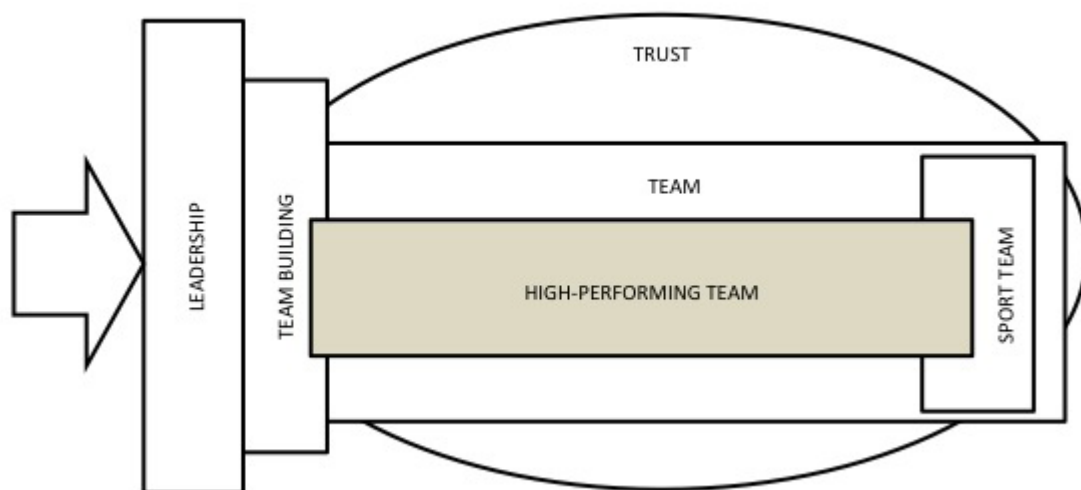 TRUST
LEADERSHIP
TEAM BUILDING
TEAM
HIGH-PERFORMING TEAM
SPORT TEAM